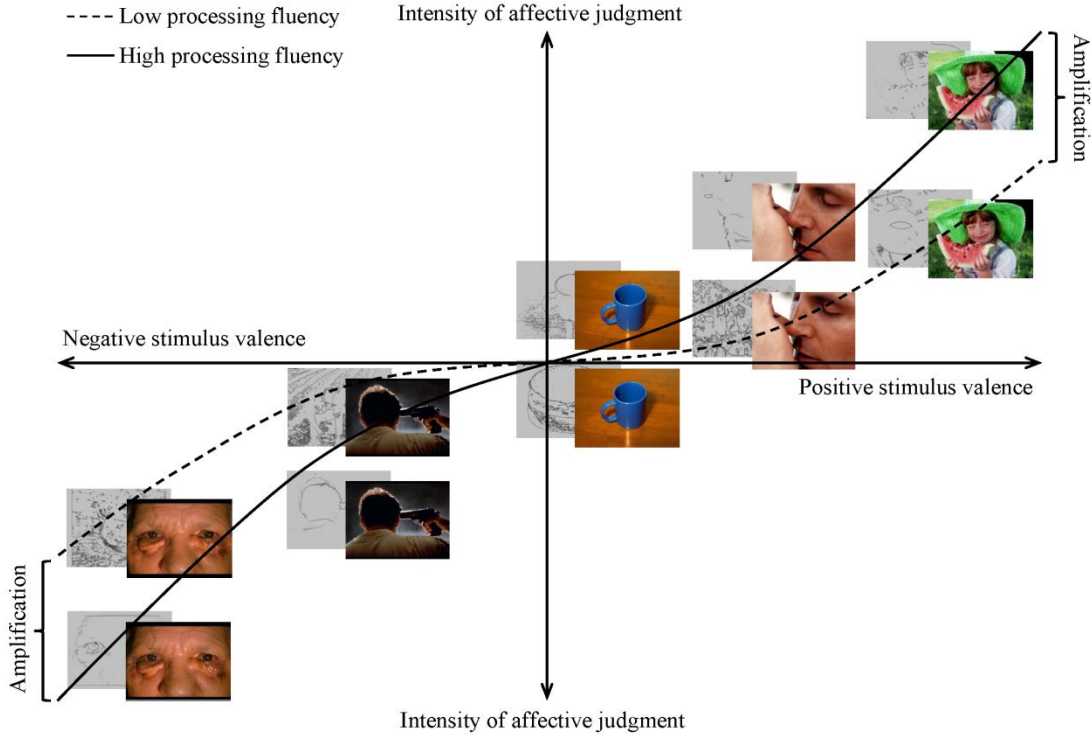 Low processing fluency
High processing fluency
Intensity of affective judgment
Amplification
Negative stimulus valence
Positive stimulus valence
Amplification
Intensity of affective judgment